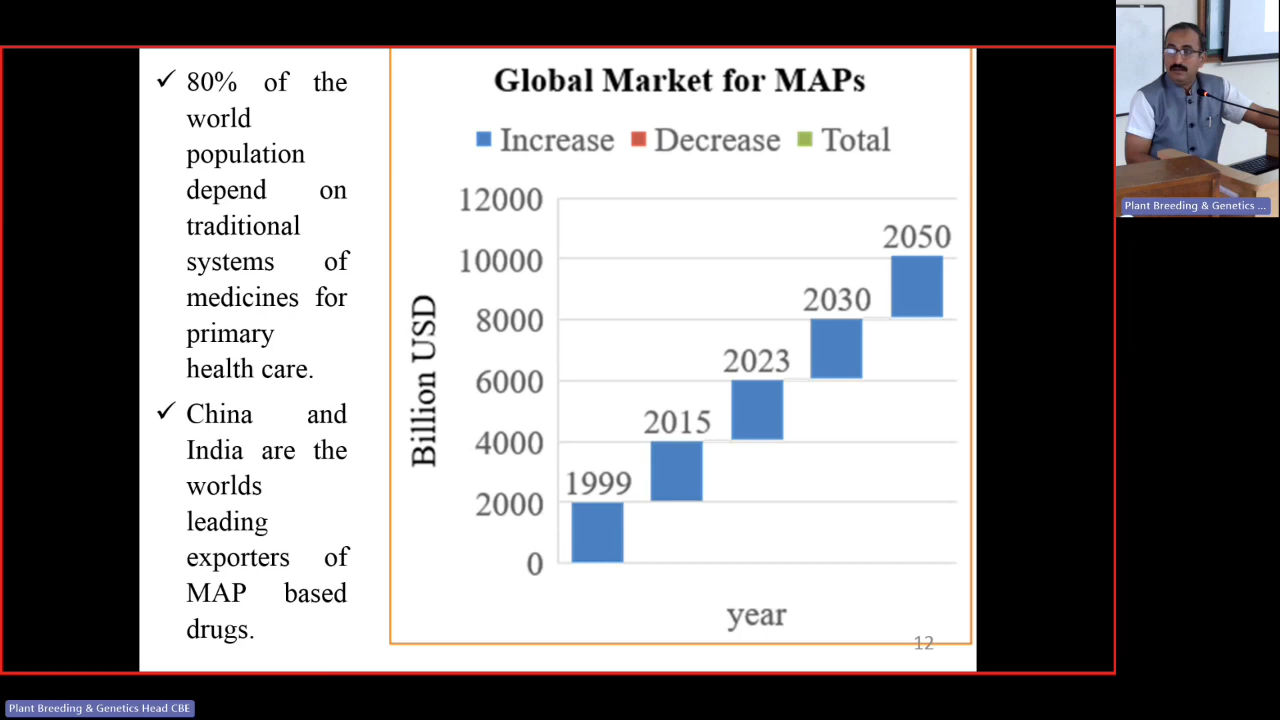 ✓ 80% of the
world
population
depend on
traditional
systems of
medicines for
primary
health care.
✓ China and
India are the
worlds
leading
exporters of
MAP based
drugs.
Global Market for MAPs
Increase Decrease Total
12000
10000
8000
6000
4000
2000
0
Billion USD
1999
2015
2023
2030
2050
year
12
Plant Breeding & Genetics ...
Plant Breeding & Genetics Head CBE